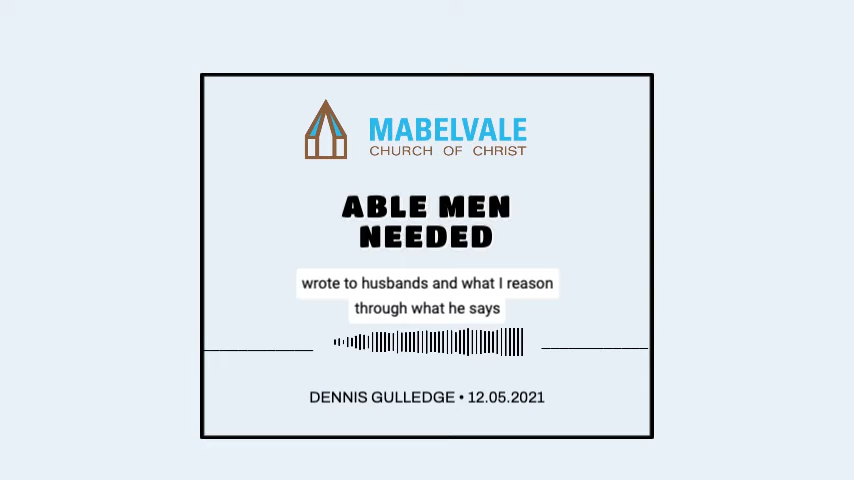 MABELVALE
CHURCH OF CHRIST
ABLE MEN
NEEDED
wrote to husbands and what I reason
through what he says
DENNIS GULLEDGE • 12.05.2021